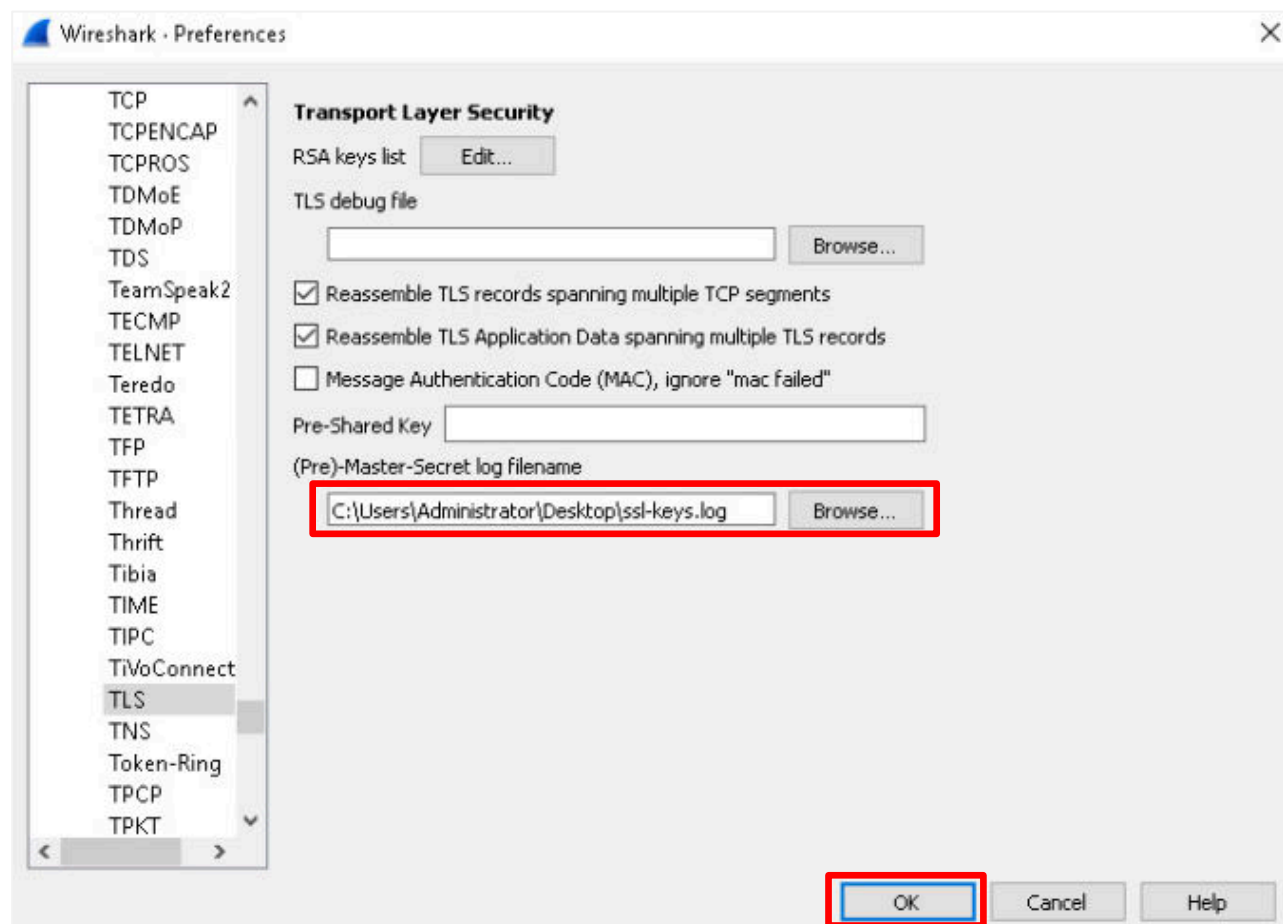 Wireshark · Preferences
TCP
TCPENCAP
TCPROS
TDMoE
TDMoP
TDS
TeamSpeak2
TECMP
TELNET
Teredo
TETRA
TFP
TFTP
Thread
Thrift
Tibia
TIME
TIPC
TiVoConnect
TLS
TNS
Token-Ring
TPCP
TPKT
Transport Layer Security
RSA keys list Edit...
TLS debug file
Browse...
Reassemble TLS records spanning multiple TCP segments
Reassemble TLS Application Data spanning multiple TLS records
Message Authentication Code (MAC), ignore "mac failed"
Pre-Shared Key
(Pre)-Master-Secret log filename
C:\Users\Administrator\Desktop\ssl-keys.log Browse...
OK Cancel Help